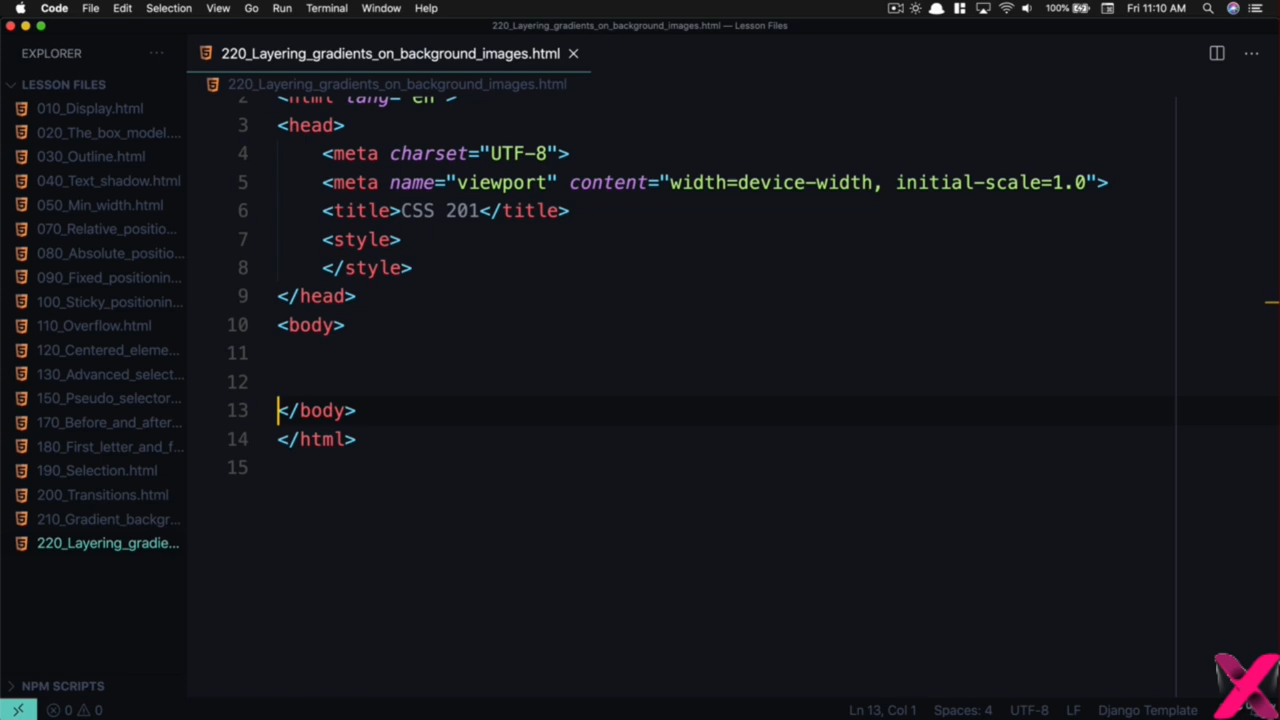 Code File Edit Selection View Go Run Terminal Window Help 100% Fri 11:10 AM
220_Layering_gradients_on_background_images.html — Lesson Files
EXPLORER ···
220_Layering_gradients_on_background_images.html ×
LESSON FILES
220_Layering_gradients_on_background_images.html
010_Display.html
020_The_box_model....
030_Outline.html
040_Text_shadow.html
050_Min_width.html
070_Relative_positio...
080_Absolute_positio...
090_Fixed_positionin...
100_Sticky_positionin...
110_Overflow.html
120_Centered_eleme...
130_Advanced_select...
150_Pseudo_selector...
170_Before_and_after...
180_First_letter_and_f...
190_Selection.html
200_Transitions.html
210_Gradient_backgr...
220_Layering_gradie...
2 <html lang="en">
3 <head>
4 <meta charset="UTF-8">
5 <meta name="viewport" content="width=device-width, initial-scale=1.0">
6 <title>CSS 201</title>
7 <style>
8 </style>
9 </head>
10 <body>
11
12
13 </body>
14 </html>
15
NPM SCRIPTS
0 0 Ln 13, Col 1 Spaces: 4 UTF-8 LF Django Template